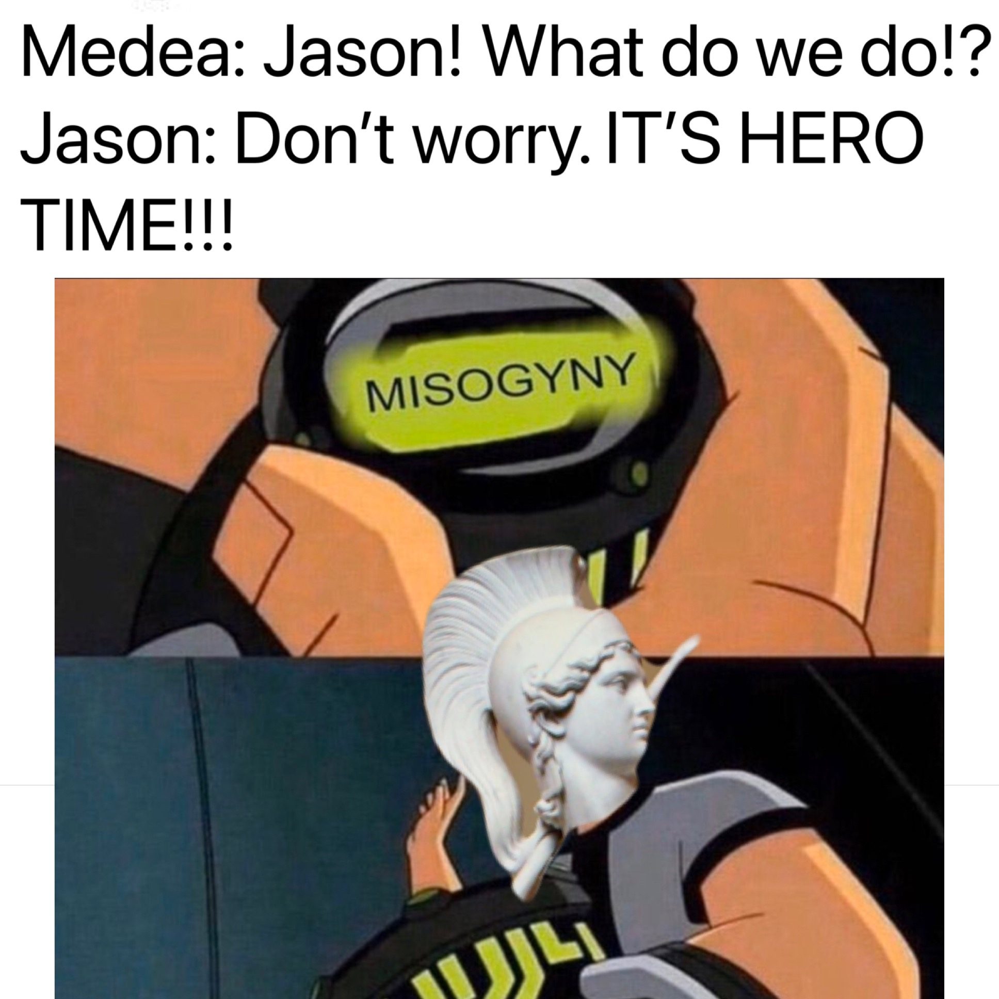 Medea: Jason! What do we do!?
Jason: Don’t worry. IT’S HERO
TIME!!!
MISOGYNY